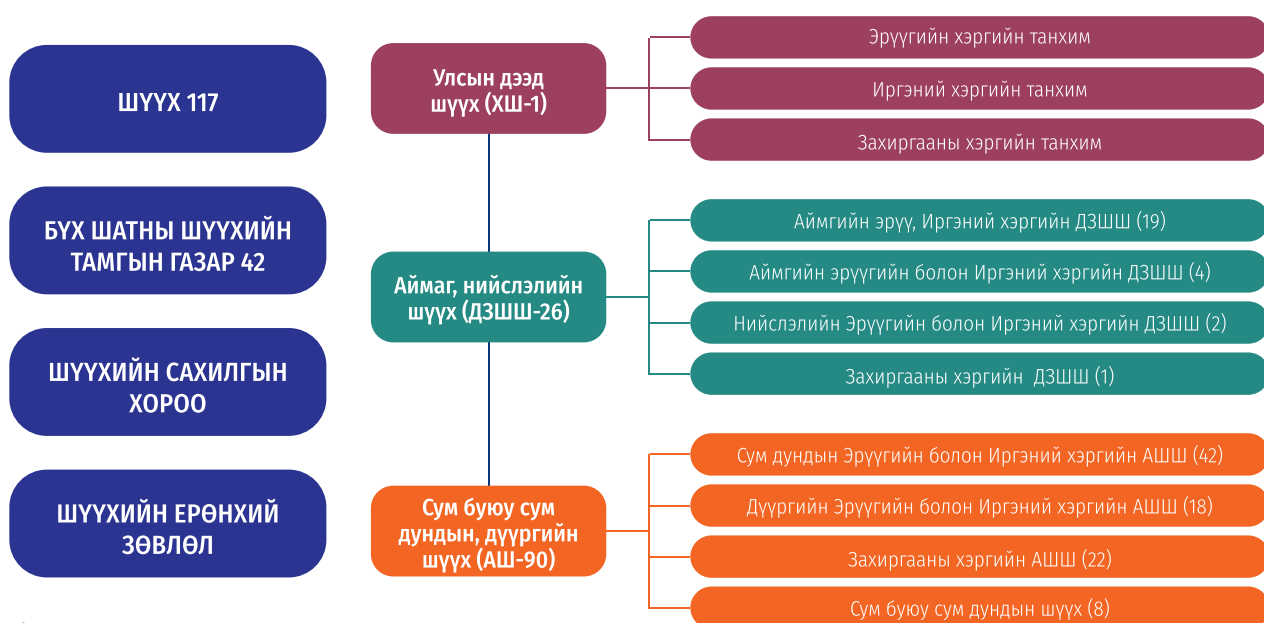 ШҮҮХ 117
БҮХ ШАТНЫ ШҮҮХИЙН
ТАМГЫН ГАЗАР 42
ШҮҮХИЙН САХИЛГЫН
ХОРОО
ШҮҮХИЙН ЕРӨНХИЙ
ЗӨВЛӨЛ
Улсын дээд
шүүх (ХШ-1)
Эрүүгийн хэргийн танхим
Иргэний хэргийн танхим
Захиргааны хэргийн танхим
Аймаг, нийслэлийн
шүүх (ДЗШШ-26)
Аймгийн эрүү, Иргэний хэргийн ДЗШШ (19)
Аймгийн эрүүгийн болон Иргэний хэргийн ДЗШШ (4)
Нийслэлийн Эрүүгийн болон Иргэний хэргийн ДЗШШ (2)
Захиргааны хэргийн ДЗШШ (1)
Сум буюу сум
дундын, дүүргийн
шүүх (АШ-90)
Сум дундын Эрүүгийн болон Иргэний хэргийн АШШ (42)
Дүүргийн Эрүүгийн болон Иргэний хэргийн АШШ (18)
Захиргааны хэргийн АШШ (22)
Сум буюу сум дундын шүүх (8)